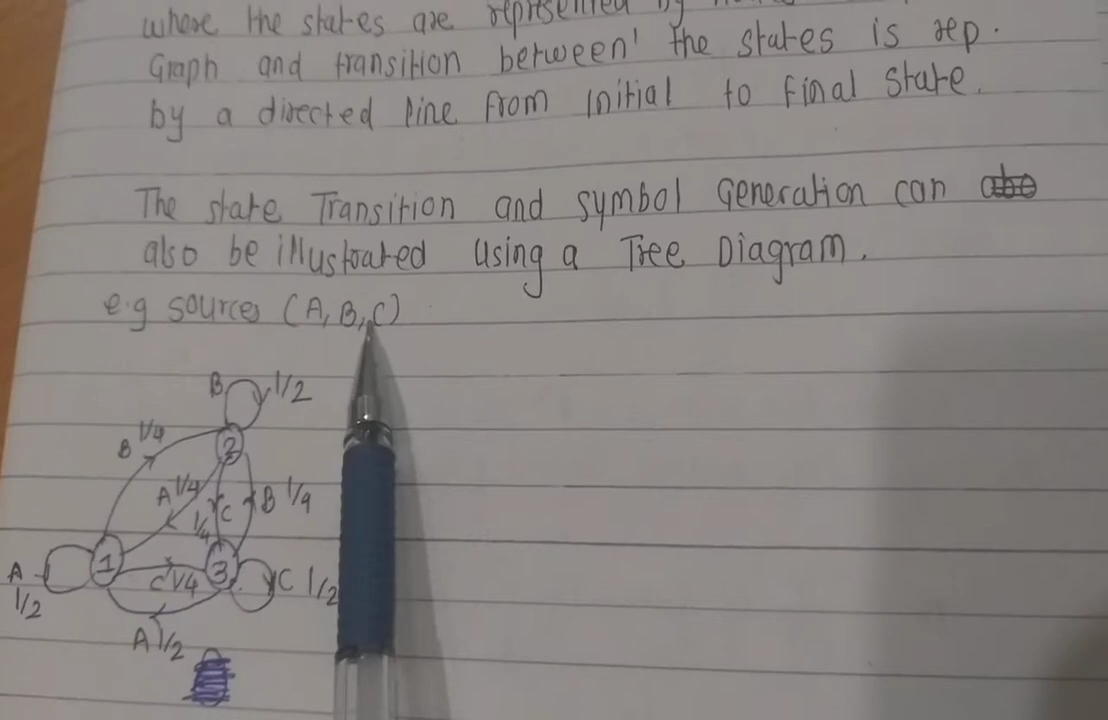 where the states are represented by
Graph and transition between the states is rep.
by a directed line from initial to final state.
The state Transition and symbol Generation can
also be illustrated using a Tree Diagram.
e.g sources (A, B, C)
B 1/2
B 1/4
2
A 1/4
1/4 C
B 1/4
A 1/2
1
C 1/4
3
C 1/2
A 1/2